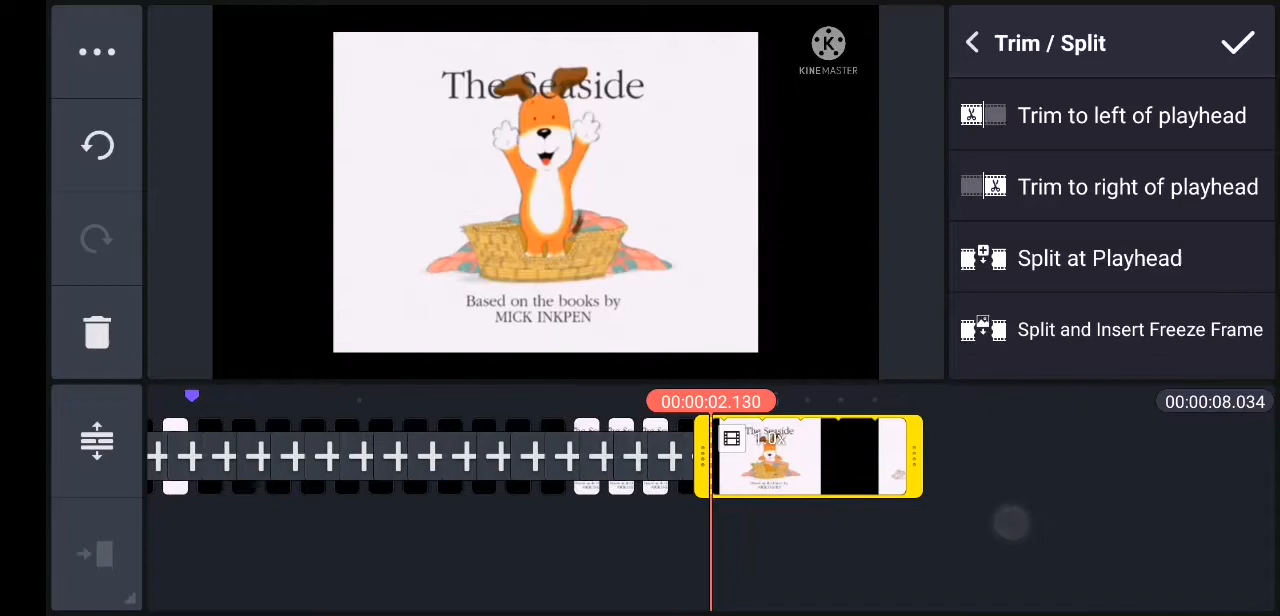 The Seaside
Based on the books by
MICK INKPEN
KINEMASTER
Trim / Split
Trim to left of playhead
Trim to right of playhead
Split at Playhead
Split and Insert Freeze Frame
00:00:02.130
00:00:08.034
The Seaside